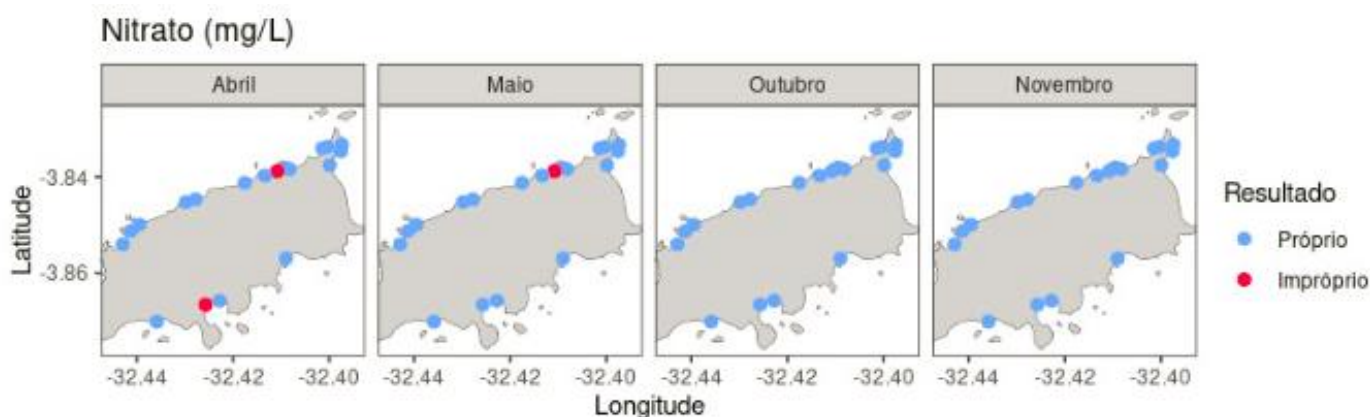 Nitrato (mg/L)
Abril Maio Outubro Novembro
Latitude
-3.84
-3.86
-32.44 -32.42 -32.40 -32.44 -32.42 -32.40 -32.44 -32.42 -32.40 -32.44 -32.42 -32.40
Longitude
Resultado
Próprio
Impróprio